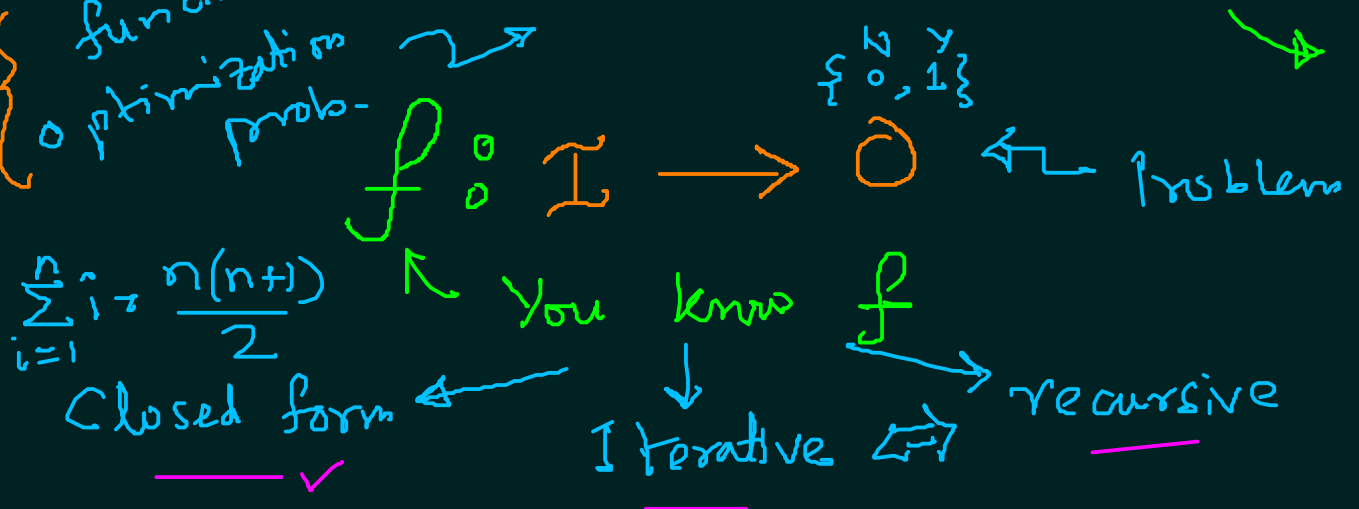 optimization
prob-
N Y
{0, 1}
f : I → O
Problem
∑_{i=1}^{n} i = n(n+1)/2
You know f
Closed form ✓
Iterative ⇔ recursive